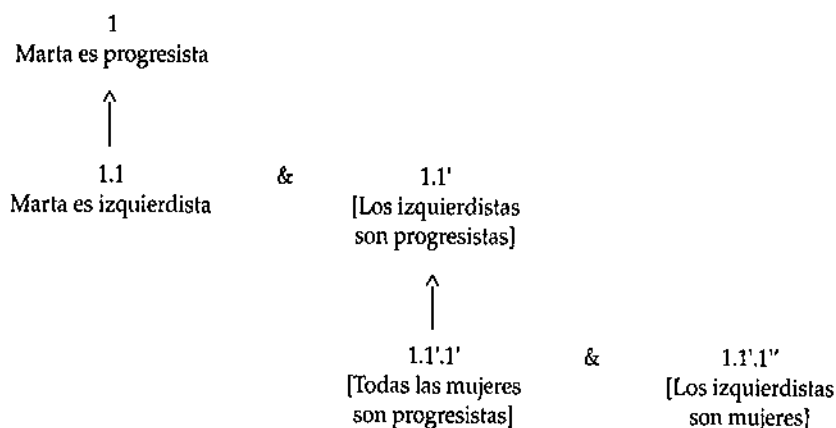 1
Marta es progresista
1.1 & 1.1'
Marta es izquierdista [Los izquierdistas
son progresistas]
1.1'.1' & 1.1'.1''
[Todas las mujeres [Los izquierdistas
son progresistas] son mujeres]